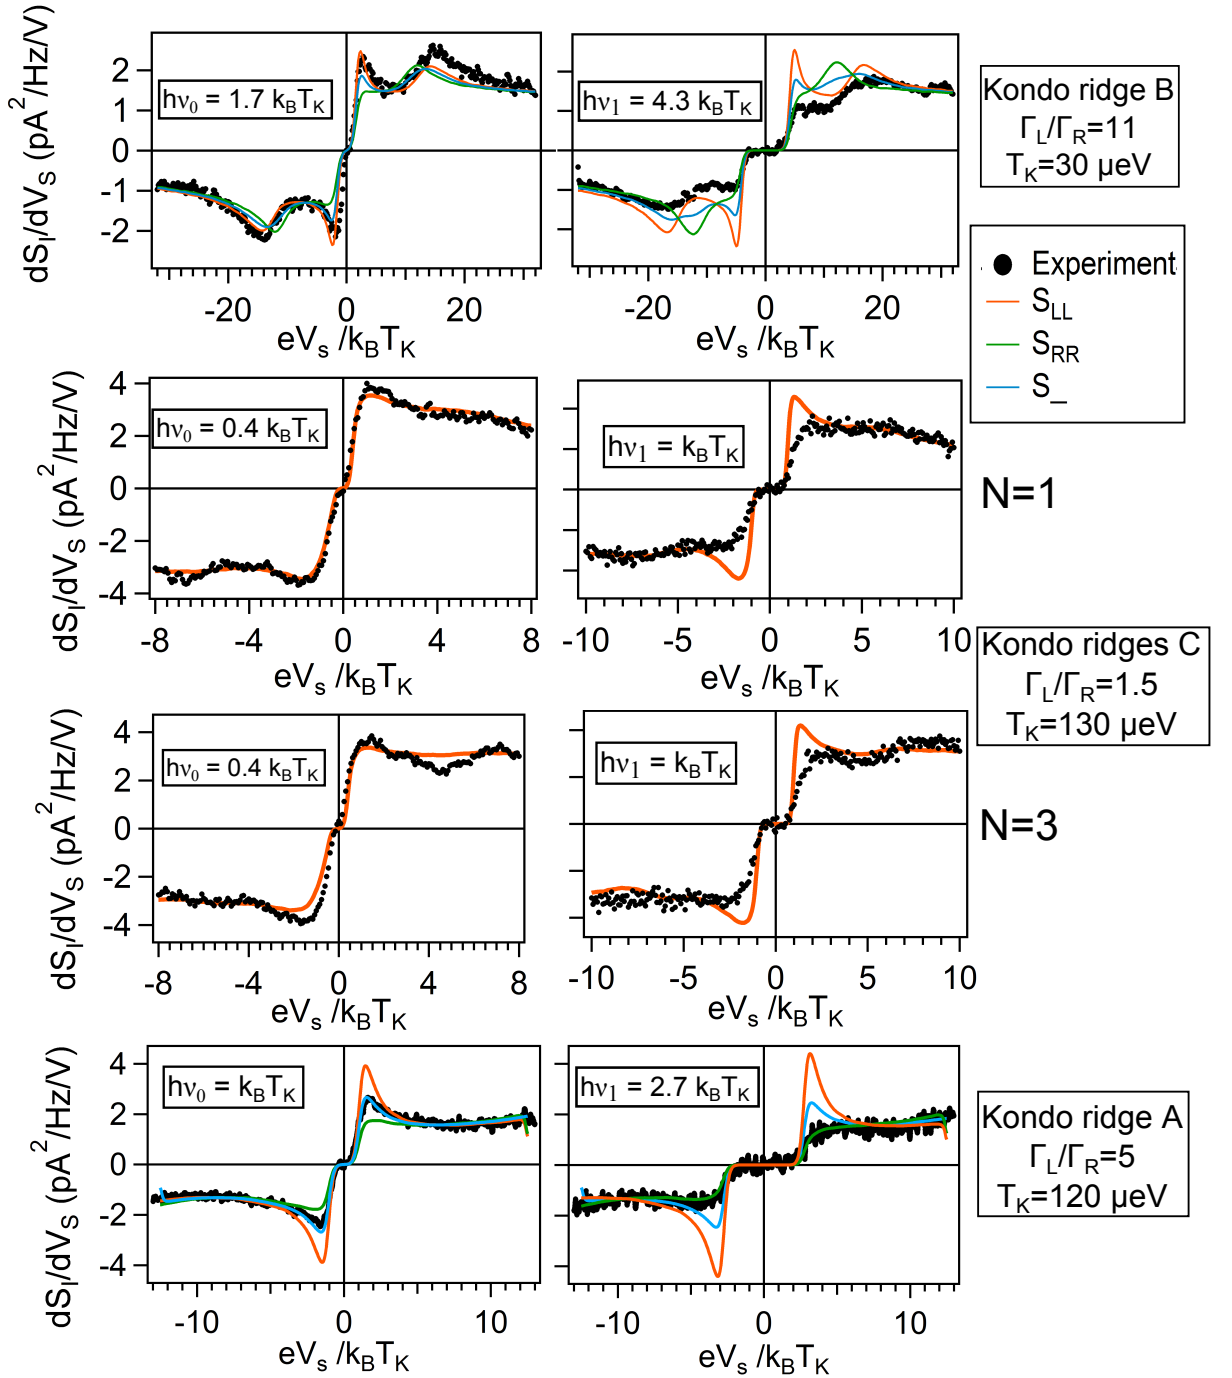 dS_I/dV_S (pA^2/Hz/V)
2
1
0
-1
-2
hν_0 = 1.7 k_BT_K
-20
0
20
eV_s /k_BT_K
hν_1 = 4.3 k_BT_K
-20
0
20
eV_s /k_BT_K
Kondo ridge B
Γ_L/Γ_R=11
T_K=30 µeV
Experiment
S_LL
S_RR
S_–
dS_I/dV_S (pA^2/Hz/V)
4
2
0
-2
-4
hν_0 = 0.4 k_BT_K
-8
-4
0
4
8
eV_s /k_BT_K
hν_1 = k_BT_K
-10
-5
0
5
10
eV_s /k_BT_K
N=1
Kondo ridges C
Γ_L/Γ_R=1.5
T_K=130 µeV
dS_I/dV_S (pA^2/Hz/V)
4
2
0
-2
-4
hν_0 = 0.4 k_BT_K
-8
-4
0
4
8
eV_s /k_BT_K
hν_1 = k_BT_K
-10
-5
0
5
10
eV_s /k_BT_K
N=3
dS_I/dV_S (pA^2/Hz/V)
4
2
0
-2
-4
hν_0 = k_BT_K
-10
0
10
eV_s /k_BT_K
hν_1 = 2.7 k_BT_K
-10
0
10
eV_s /k_BT_K
Kondo ridge A
Γ_L/Γ_R=5
T_K=120 µeV